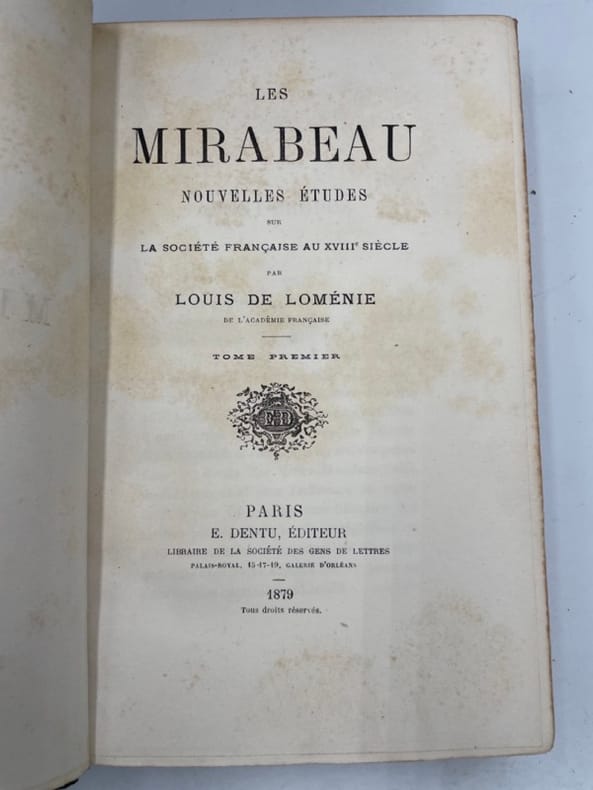 LES
MIRABEAU
NOUVELLES ÉTUDES
SUR
LA SOCIÉTÉ FRANÇAISE AU XVIIIe SIÈCLE
PAR
LOUIS DE LOMÉNIE
DE L'ACADÉMIE FRANÇAISE
TOME PREMIER
PARIS
E. DENTU, ÉDITEUR
LIBRAIRE DE LA SOCIÉTÉ DES GENS DE LETTRES
PALAIS-ROYAL, 15-17-19, GALERIE D'ORLÉANS
1879
Tous droits réservés.